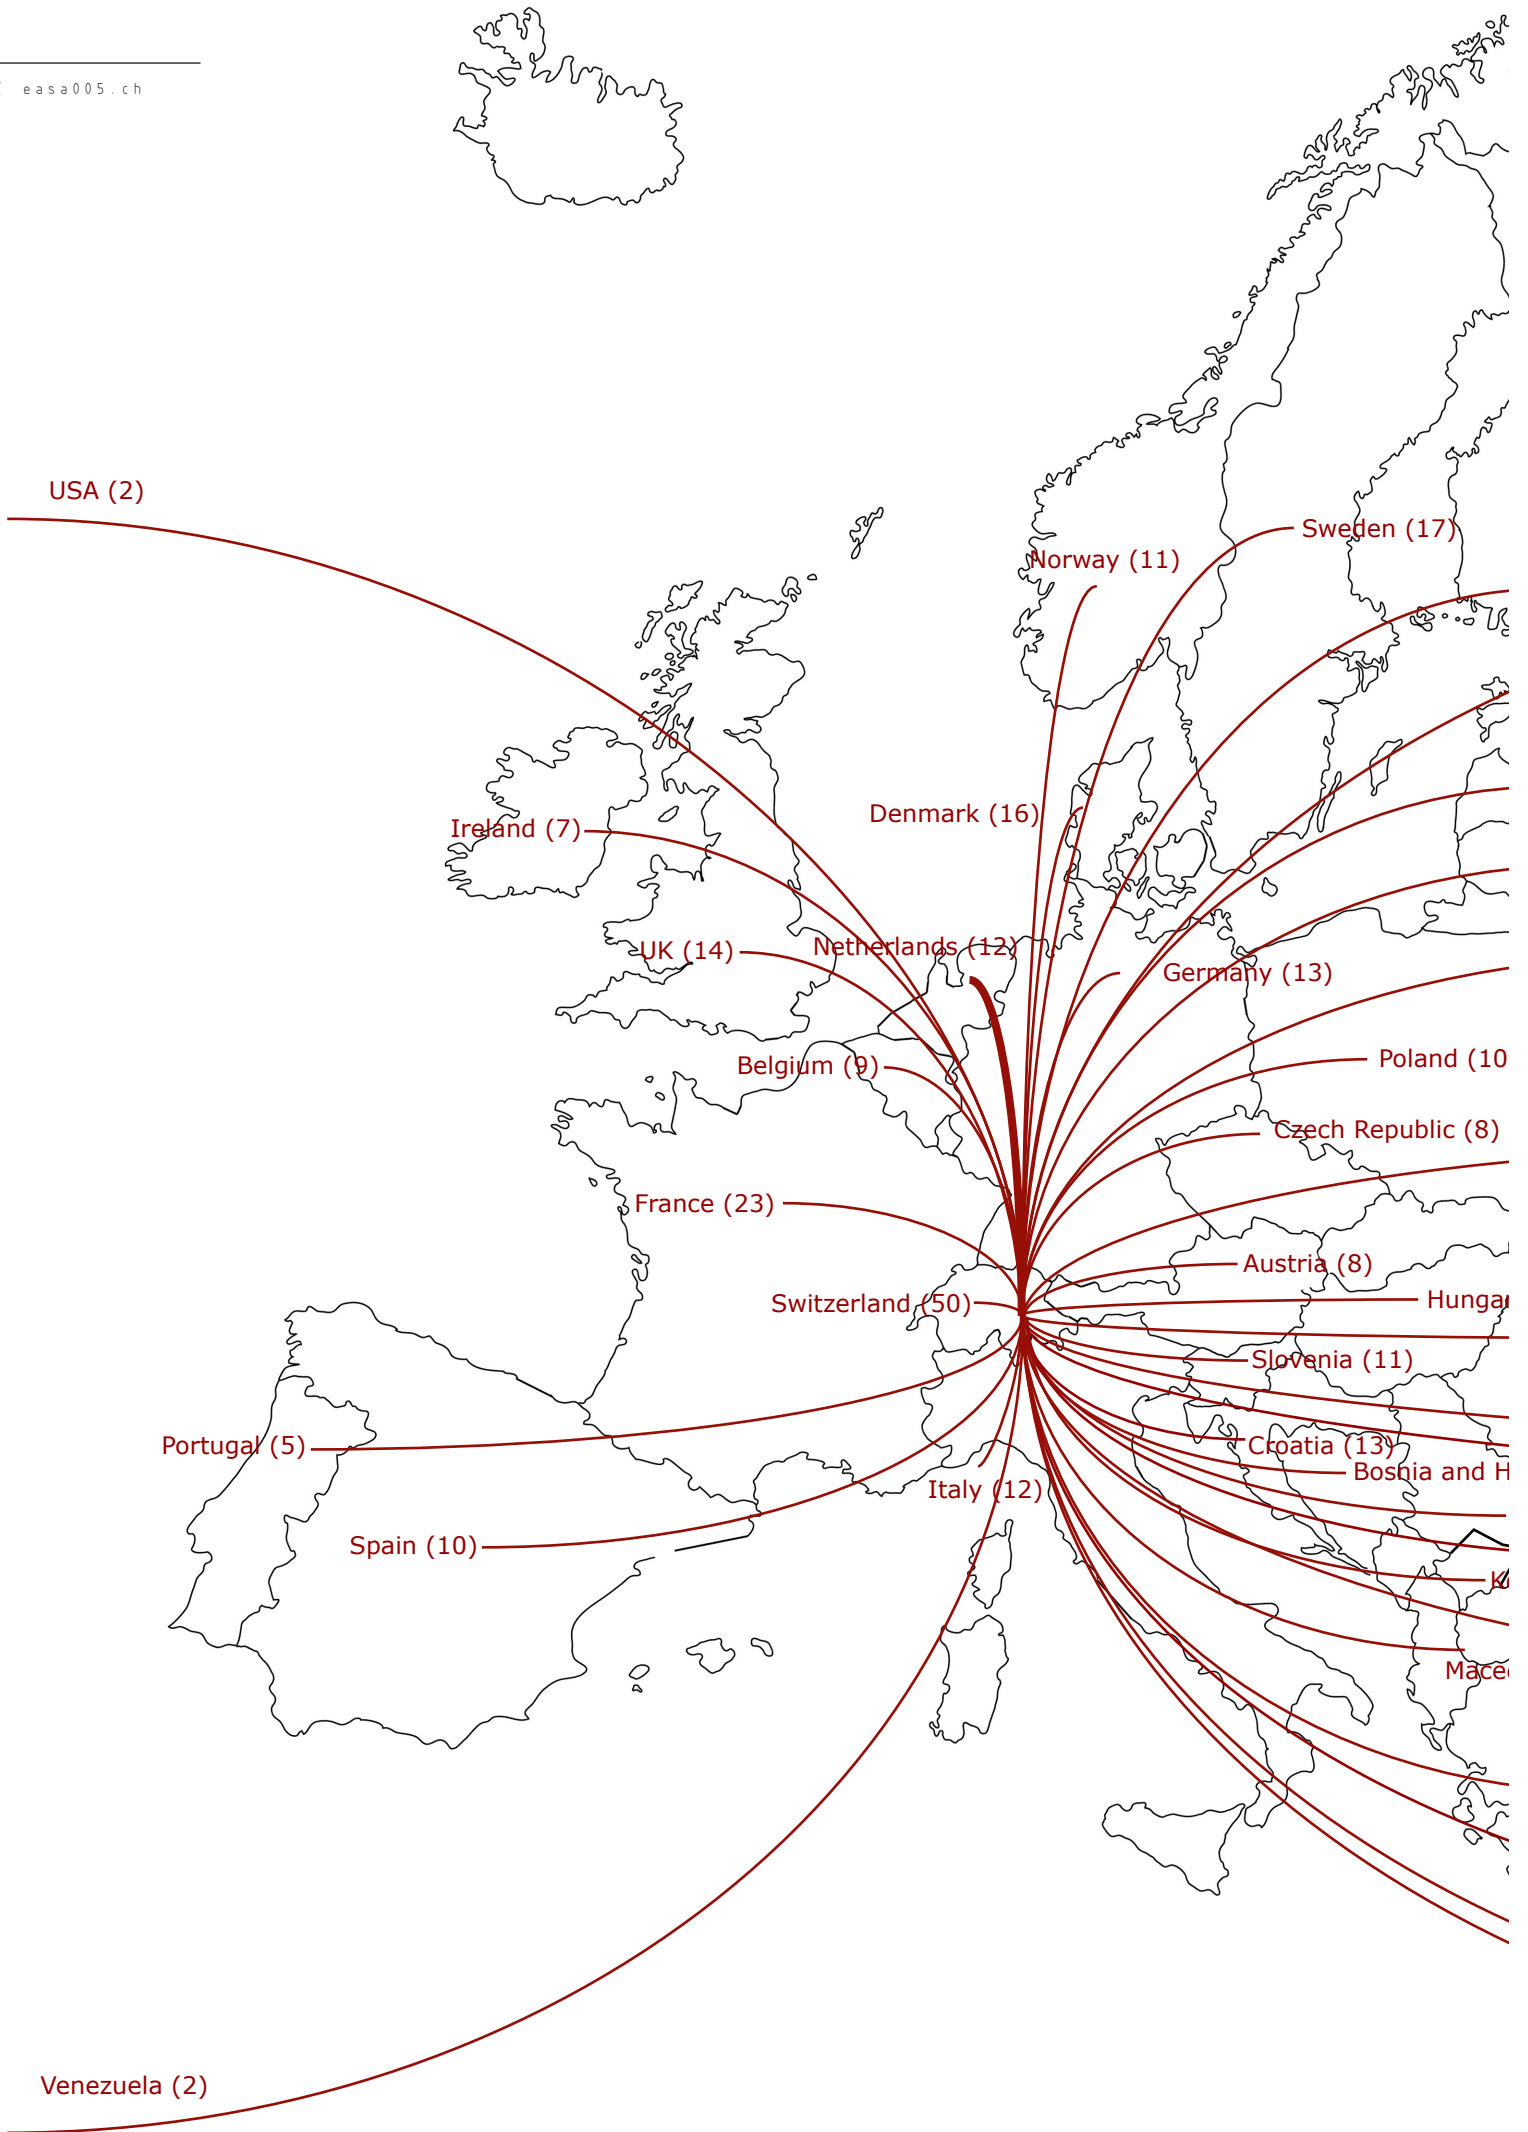 easa005.ch
USA (2)
Sweden (17)
Norway (11)
Denmark (16)
Ireland (7)
Netherlands (12)
UK (14)
Germany (13)
Belgium (9)
Poland (10
Czech Republic (8)
France (23)
Austria (8)
Switzerland (50)
Hungar
Slovenia (11)
Portugal (5)
Croatia (13)
Bosnia and H
Italy (12)
Spain (10)
Mace
Venezuela (2)